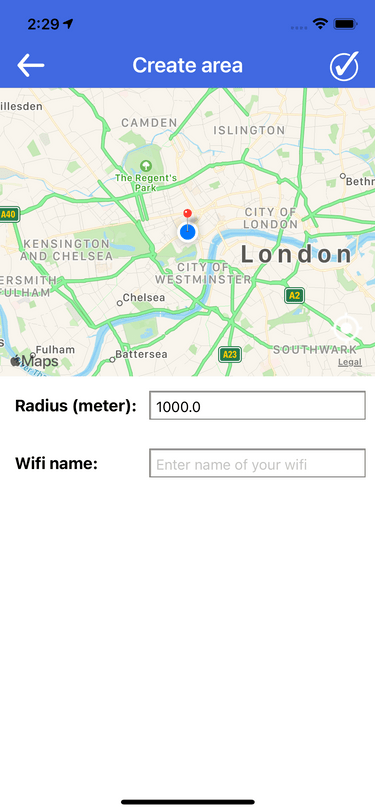 2:29
Create area
illesden
CAMDEN
ISLINGTON
The Regent's
Park
Bethr
A40
CITY OF
LONDON
KENSINGTON
AND CHELSEA
London
CITY OF
WESTMINSTER
ERSMITH
FULHAM
Chelsea
A2
Fulham
Battersea
A23
SOUTHWARK
Maps
Legal
Radius (meter):
1000.0
Wifi name:
Enter name of your wifi